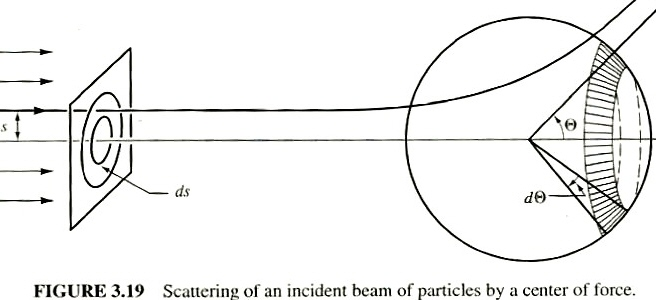 s
Θ
ds
dΘ
FIGURE 3.19 Scattering of an incident beam of particles by a center of force.